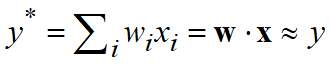 y* = ∑ᵢ wᵢxᵢ = w · x ≈ y